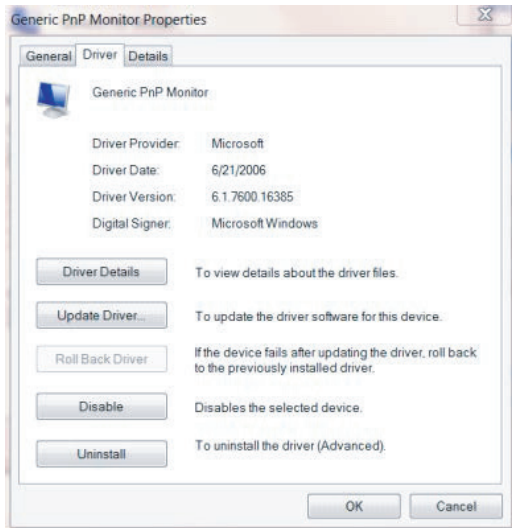 Generic PnP Monitor Properties
General Driver Details
Generic PnP Monitor
Driver Provider: Microsoft
Driver Date: 6/21/2006
Driver Version: 6.1.7600.16385
Digital Signer: Microsoft Windows
Driver Details To view details about the driver files.
Update Driver... To update the driver software for this device.
Roll Back Driver If the device fails after updating the driver, roll back
to the previously installed driver.
Disable Disables the selected device.
Uninstall To uninstall the driver (Advanced).
OK Cancel